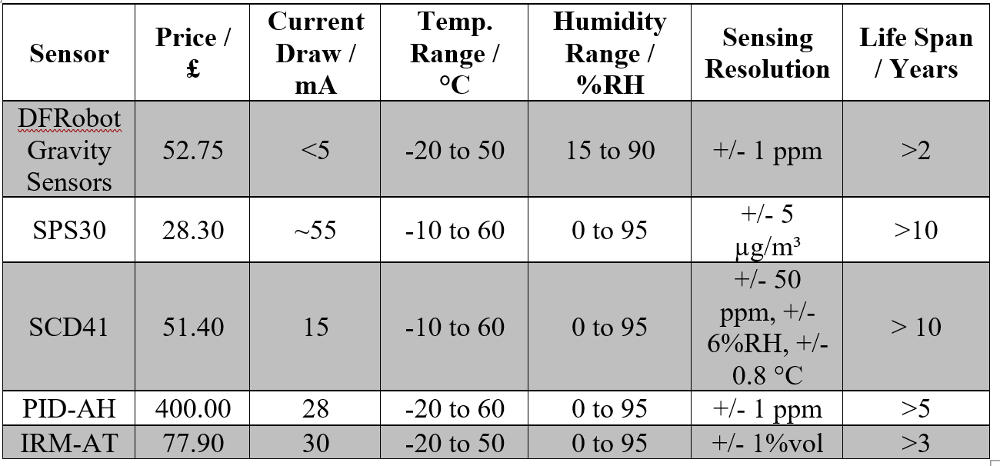 Sensor Price / £ Current Draw / mA Temp. Range / °C Humidity Range / %RH Sensing Resolution Life Span / Years
DFRobot Gravity Sensors 52.75 <5 -20 to 50 15 to 90 +/- 1 ppm >2
SPS30 28.30 ~55 -10 to 60 0 to 95 +/- 5 µg/m³ >10
SCD41 51.40 15 -10 to 60 0 to 95 +/- 50 ppm, +/- 6%RH, +/- 0.8 °C > 10
PID-AH 400.00 28 -20 to 60 0 to 95 +/- 1 ppm >5
IRM-AT 77.90 30 -20 to 50 0 to 95 +/- 1%vol >3